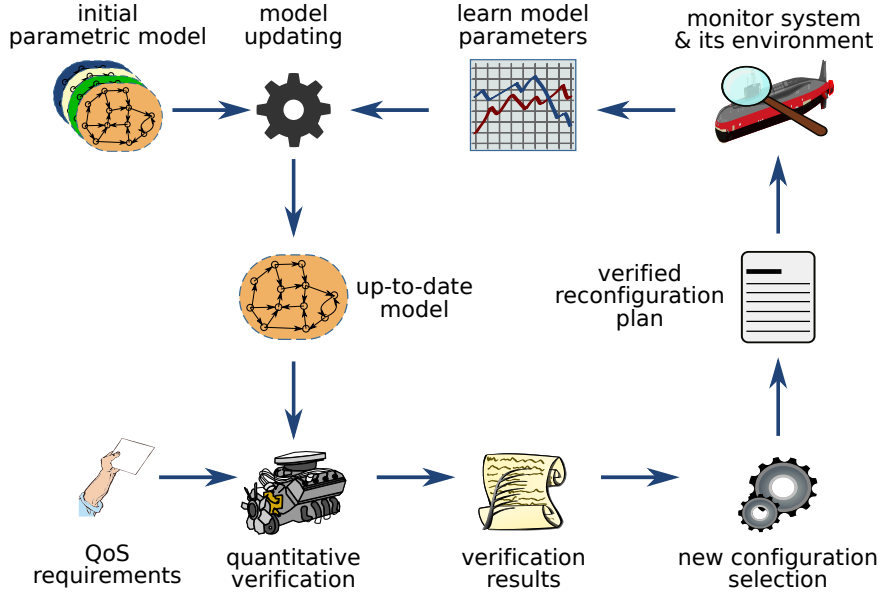 initial
parametric model
model
updating
learn model
parameters
monitor system
& its environment
up-to-date
model
verified
reconfiguration
plan
QoS
requirements
quantitative
verification
verification
results
new configuration
selection